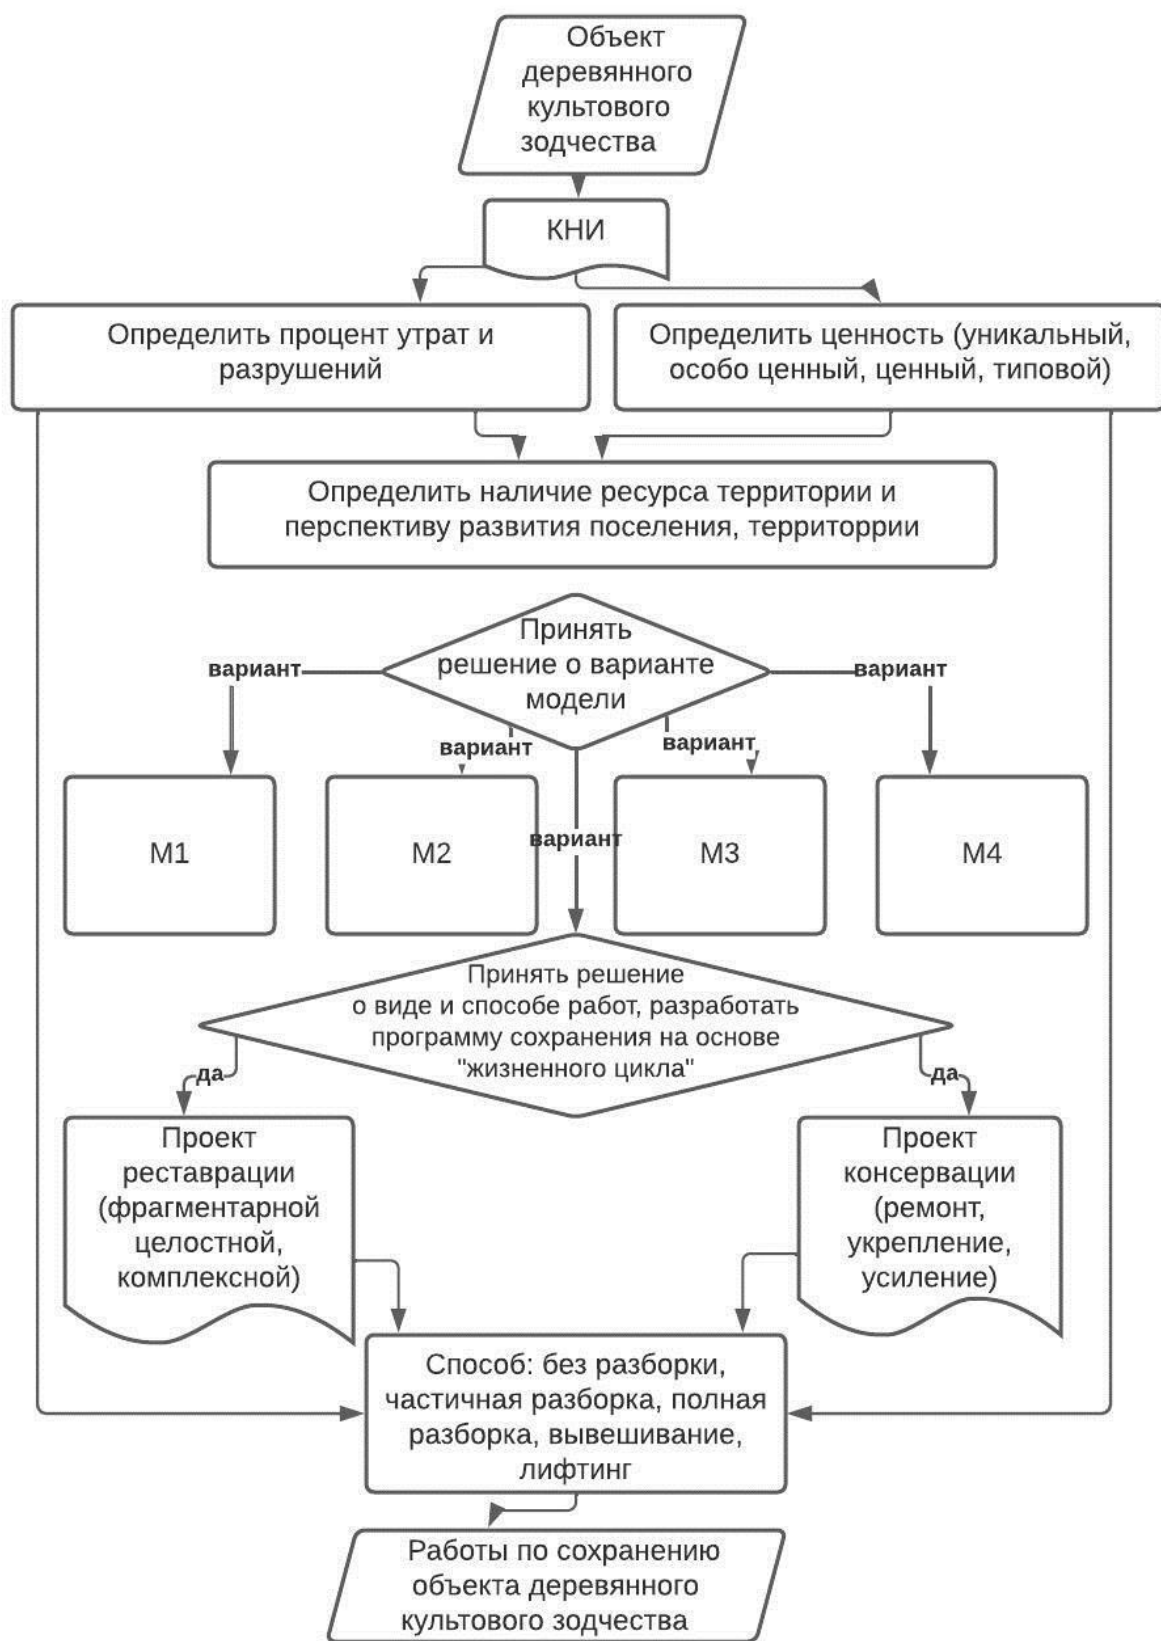 Объект
деревянного
культового
зодчества
КНИ
Определить процент утрат и
разрушений
Определить ценность (уникальный,
особо ценный, ценный, типовой)
Определить наличие ресурса территории и
перспективу развития поселения, территоррии
Принять
решение о варианте
модели
вариант
вариант
вариант
вариант
М1
М2
вариант
М3
М4
Принять решение
о виде и способе работ, разработать
программу сохранения на основе
"жизненного цикла"
да
да
Проект
реставрации
(фрагментарной
целостной,
комплексной)
Проект
консервации
(ремонт,
укрепление,
усиление)
Способ: без разборки,
частичная разборка, полная
разборка, вывешивание,
лифтинг
Работы по сохранению
объекта деревянного
культового зодчества